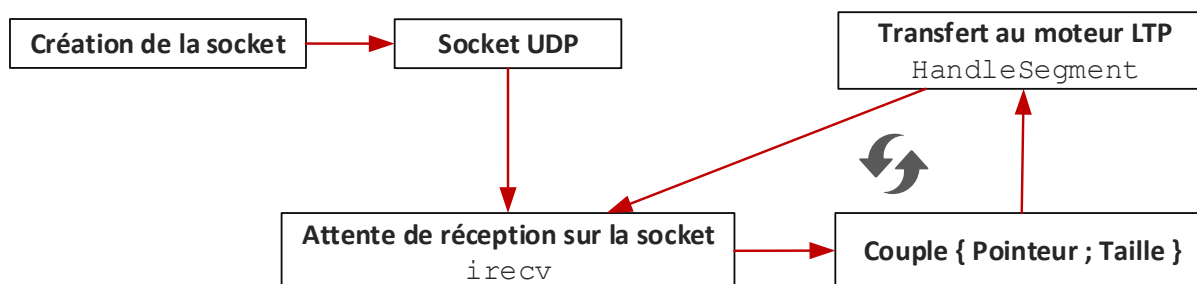 Création de la socket
Socket UDP
Transfert au moteur LTP
HandleSegment
Attente de réception sur la socket
irecv
Couple { Pointeur ; Taille }